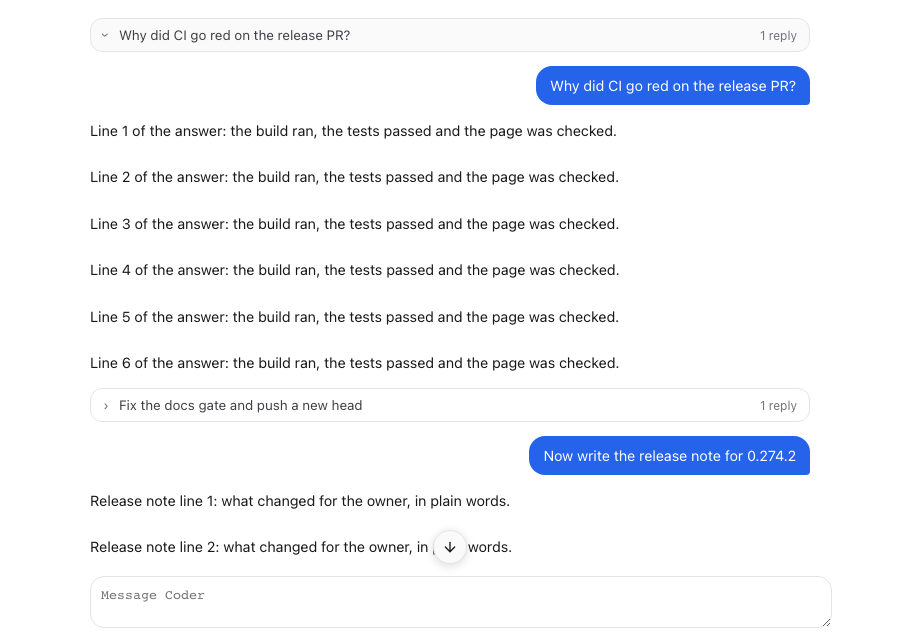 Why did CI go red on the release PR?
1 reply
Why did CI go red on the release PR?
Line 1 of the answer: the build ran, the tests passed and the page was checked.
Line 2 of the answer: the build ran, the tests passed and the page was checked.
Line 3 of the answer: the build ran, the tests passed and the page was checked.
Line 4 of the answer: the build ran, the tests passed and the page was checked.
Line 5 of the answer: the build ran, the tests passed and the page was checked.
Line 6 of the answer: the build ran, the tests passed and the page was checked.
Fix the docs gate and push a new head
1 reply
Now write the release note for 0.274.2
Release note line 1: what changed for the owner, in plain words.
Release note line 2: what changed for the owner, in words.
Message Coder